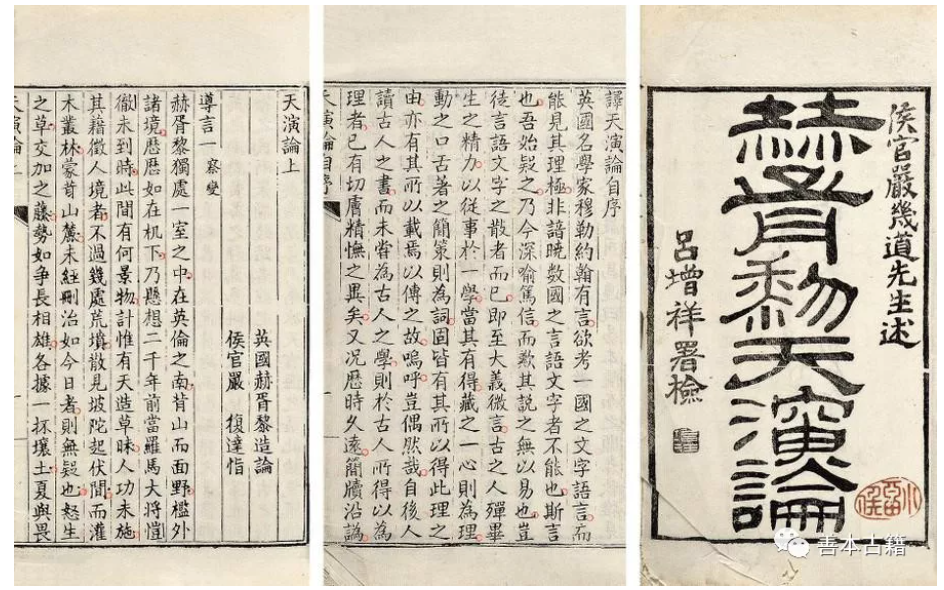 侯官嚴幾道先生述
赫胥黎天演論
呂增祥署檢
譯天演論自序
英國名學家穆勒約翰有言欲考一國之文字語言而
能見其理極非諳曉數國之言語文字者不能也斯言
也吾始疑之乃今深喻篤信而歎其説之無以易也豈
徒言語文字之散者而已即至大義微言古之人殫畢
生之精力以從事於一學當其有得藏之一心則為理
動之口舌著之簡策則為詞固皆有其所以得此理之
由亦有其所以載焉以傳之故嗚呼豈偶然哉自後人
讀古人之書而未嘗為古人之學則於古人所得以為
理者已有切膚精憮之異矣又況歷時久遠簡牘沿譌
天演論自序
天演論上
英國赫胥黎造論
侯官嚴 復達恉
導言一 察變
赫胥黎獨處一室之中在英倫之南背山而面野檻外
諸境歷歷如在机下乃懸想二千年前當羅馬大將愷
徹未到時此間有何景物計惟有天造草昧人功未施
其藉徵人境者不過幾處荒墳散見坡陀起伏間而灌
木叢林蒙茸山麓未經刪治如今日者則無疑也怒生
之草交加之藤勢如爭長相雄各據一抔壤土夏與畏
天演論上
善本古籍